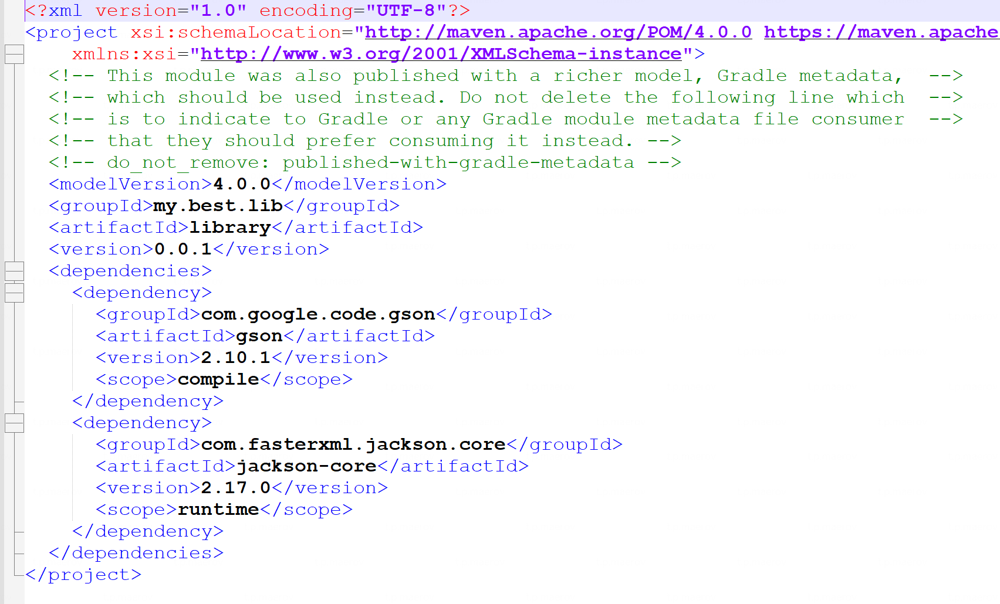 <?xml version="1.0" encoding="UTF-8"?>
<project xsi:schemaLocation="http://maven.apache.org/POM/4.0.0 https://maven.apache
xmlns:xsi="http://www.w3.org/2001/XMLSchema-instance">
<!-- This module was also published with a richer model, Gradle metadata,  -->
<!-- which should be used instead. Do not delete the following line which  -->
<!-- is to indicate to Gradle or any Gradle module metadata file consumer  -->
<!-- that they should prefer consuming it instead. -->
<!-- do_not_remove: published-with-gradle-metadata -->
<modelVersion>4.0.0</modelVersion>
<groupId>my.best.lib</groupId>
<artifactId>library</artifactId>
<version>0.0.1</version>
<dependencies>
<dependency>
<groupId>com.google.code.gson</groupId>
<artifactId>gson</artifactId>
<version>2.10.1</version>
<scope>compile</scope>
</dependency>
<dependency>
<groupId>com.fasterxml.jackson.core</groupId>
<artifactId>jackson-core</artifactId>
<version>2.17.0</version>
<scope>runtime</scope>
</dependency>
</dependencies>
</project>